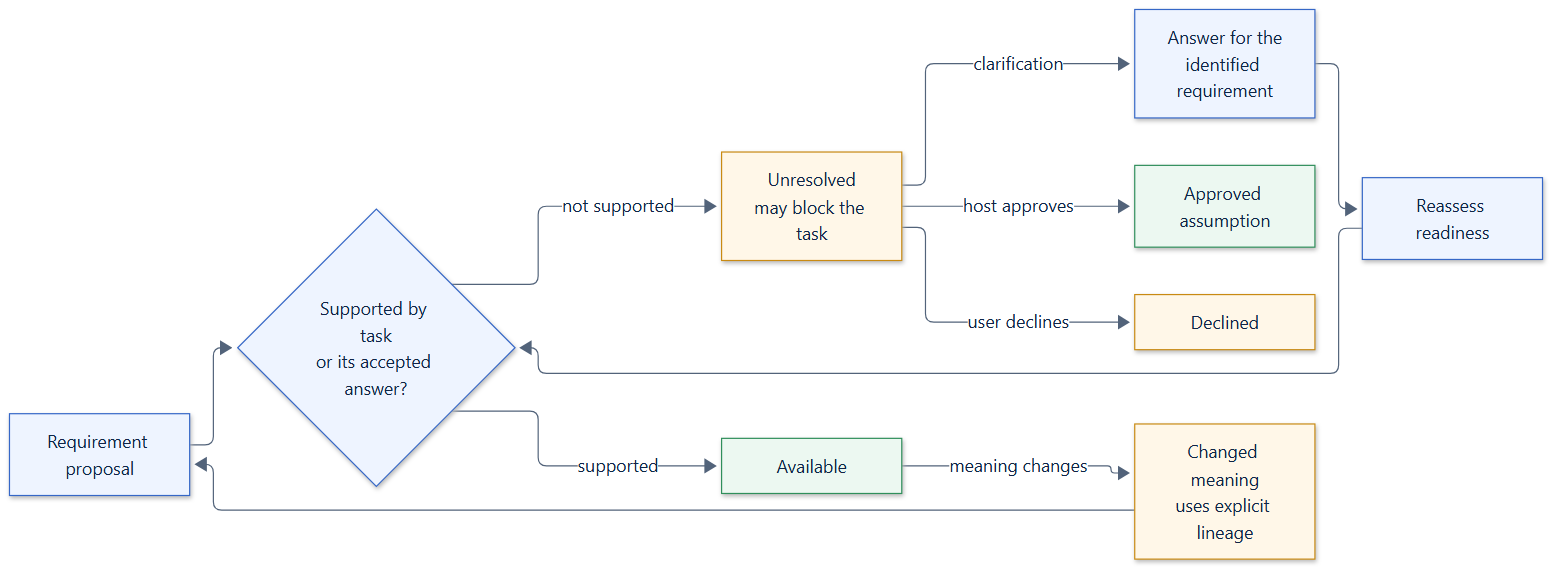 Answer for the
identified
requirement
clarification
Unresolved
may block the
task
not supported
host approves
Approved
assumption
Reassess
readiness
Supported by
task
or its accepted
answer?
user declines
Declined
Requirement
proposal
supported
Available
meaning changes
Changed
meaning
uses explicit
lineage